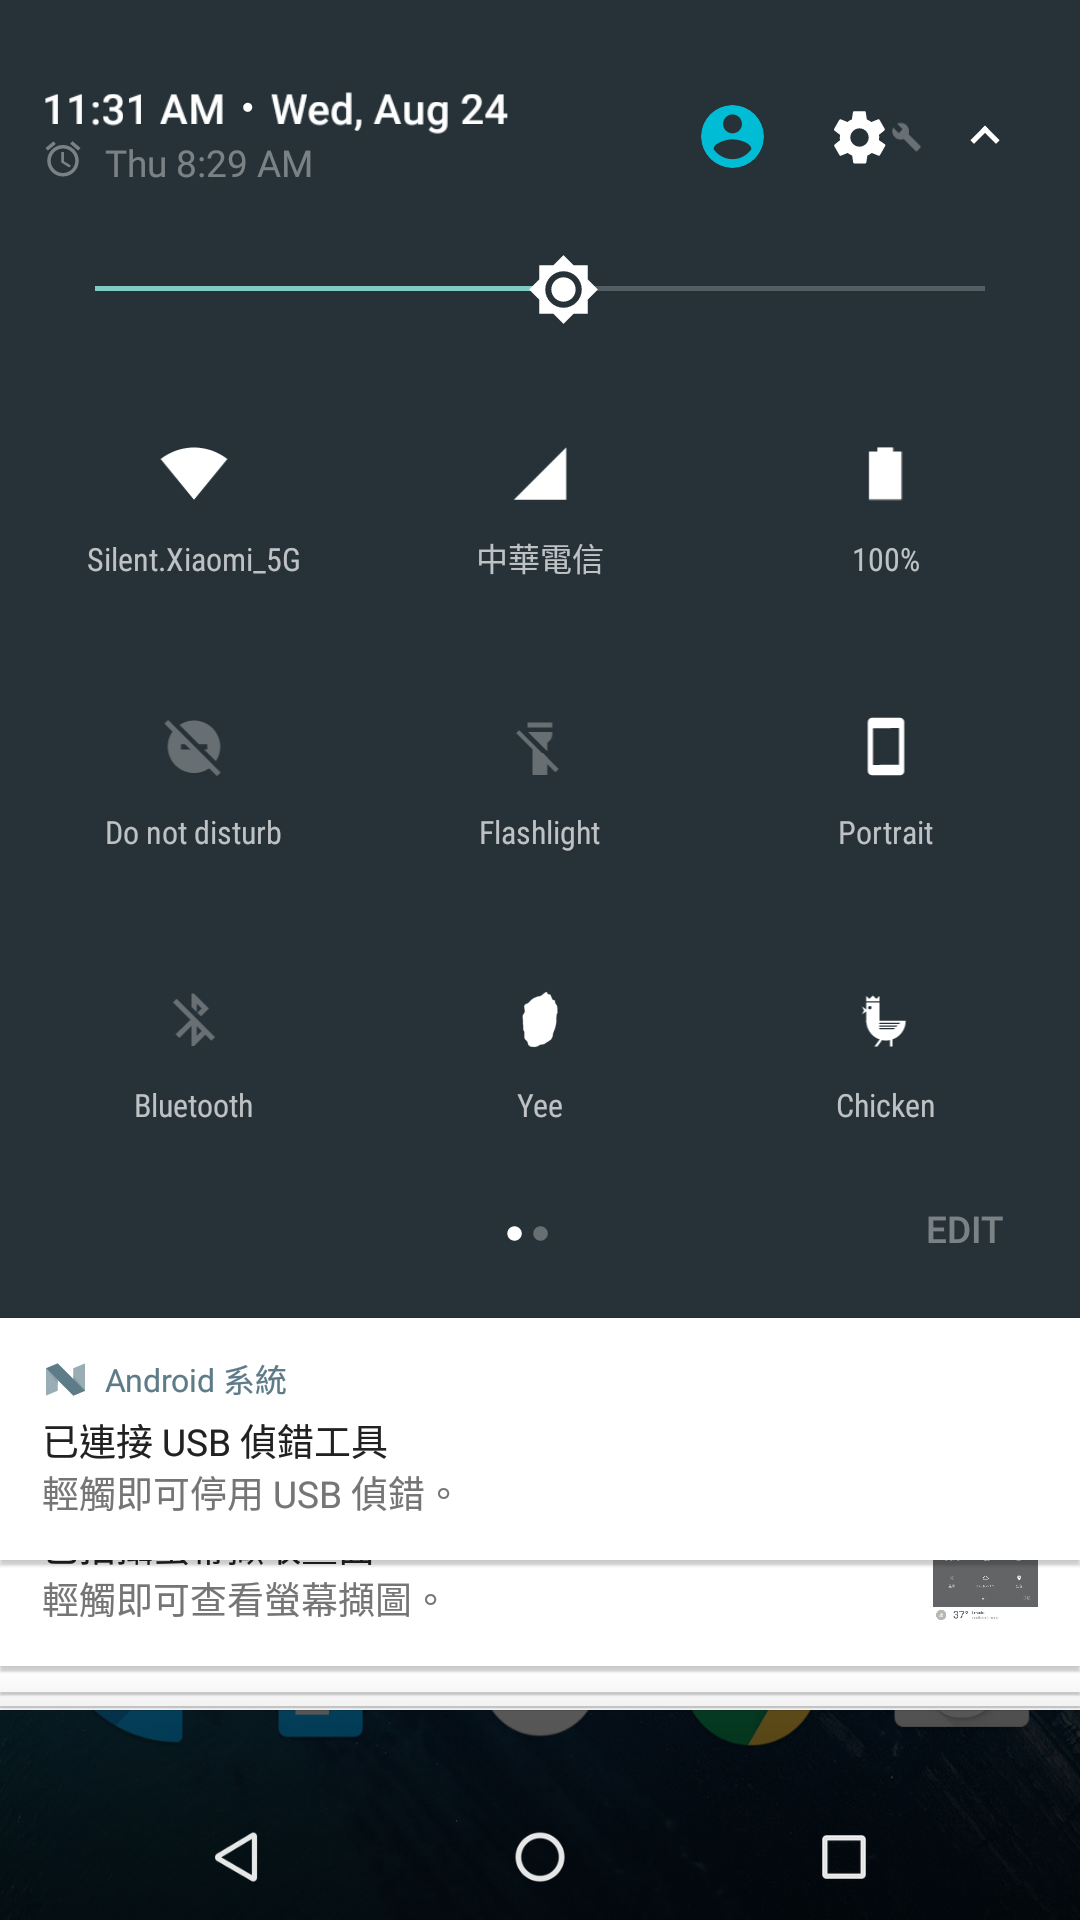 11:31 AM • Wed, Aug 24
Thu 8:29 AM
Silent.Xiaomi_5G
中華電信
100%
Do not disturb
Flashlight
Portrait
Bluetooth
Yee
Chicken
EDIT
Android 系統
已連接 USB 偵錯工具
輕觸即可停用 USB 偵錯。
輕觸即可查看螢幕擷圖。
37°